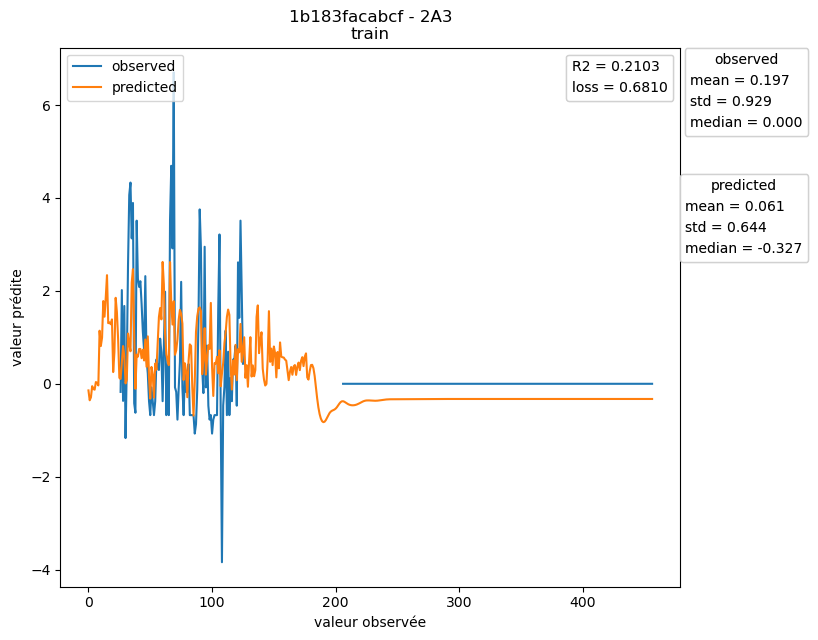 1b183facabcf - 2A3
train
observed
predicted
R2 = 0.2103
loss = 0.6810
observed
mean = 0.197
std = 0.929
median = 0.000
predicted
mean = 0.061
std = 0.644
median = -0.327
valeur prédite
6
4
2
0
−2
−4
0
100
200
300
400
valeur observée